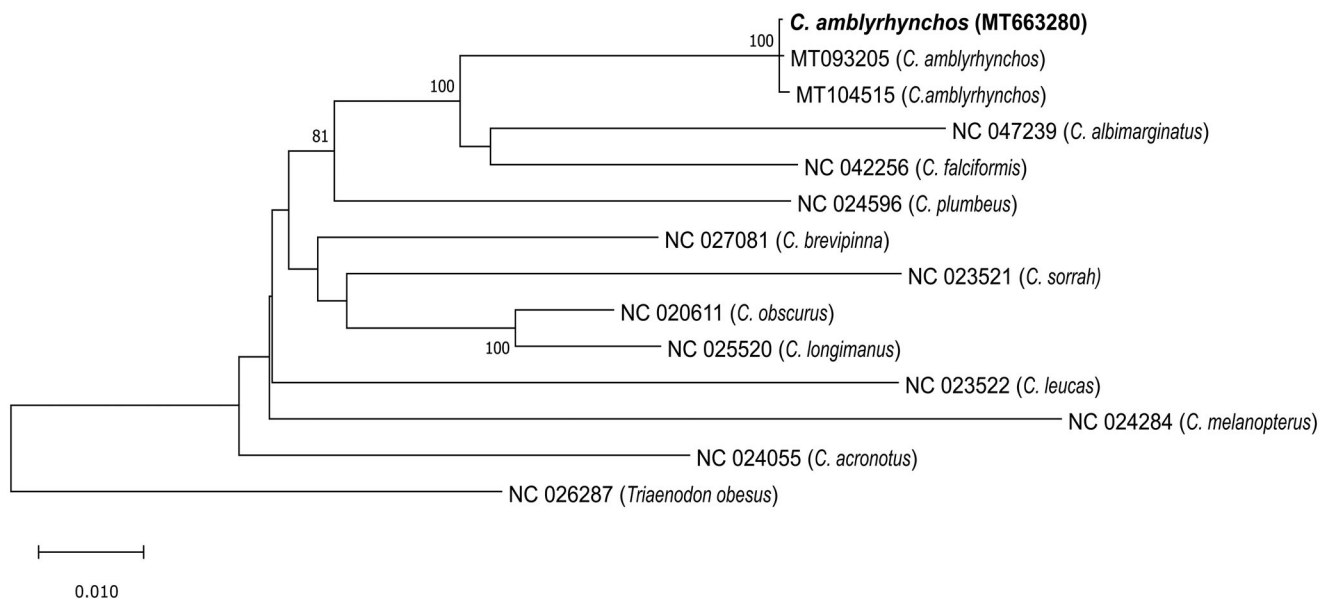 C. amblyrhynchos (MT663280)
100
MT093205 (C. amblyrhynchos)
100
MT104515 (C.amblyrhynchos)
NC 047239 (C. albimarginatus)
81
NC 042256 (C. falciformis)
NC 024596 (C. plumbeus)
NC 027081 (C. brevipinna)
NC 023521 (C. sorrah)
NC 020611 (C. obscurus)
100
NC 025520 (C. longimanus)
NC 023522 (C. leucas)
NC 024284 (C. melanopterus)
NC 024055 (C. acronotus)
NC 026287 (Triaenodon obesus)
0.010